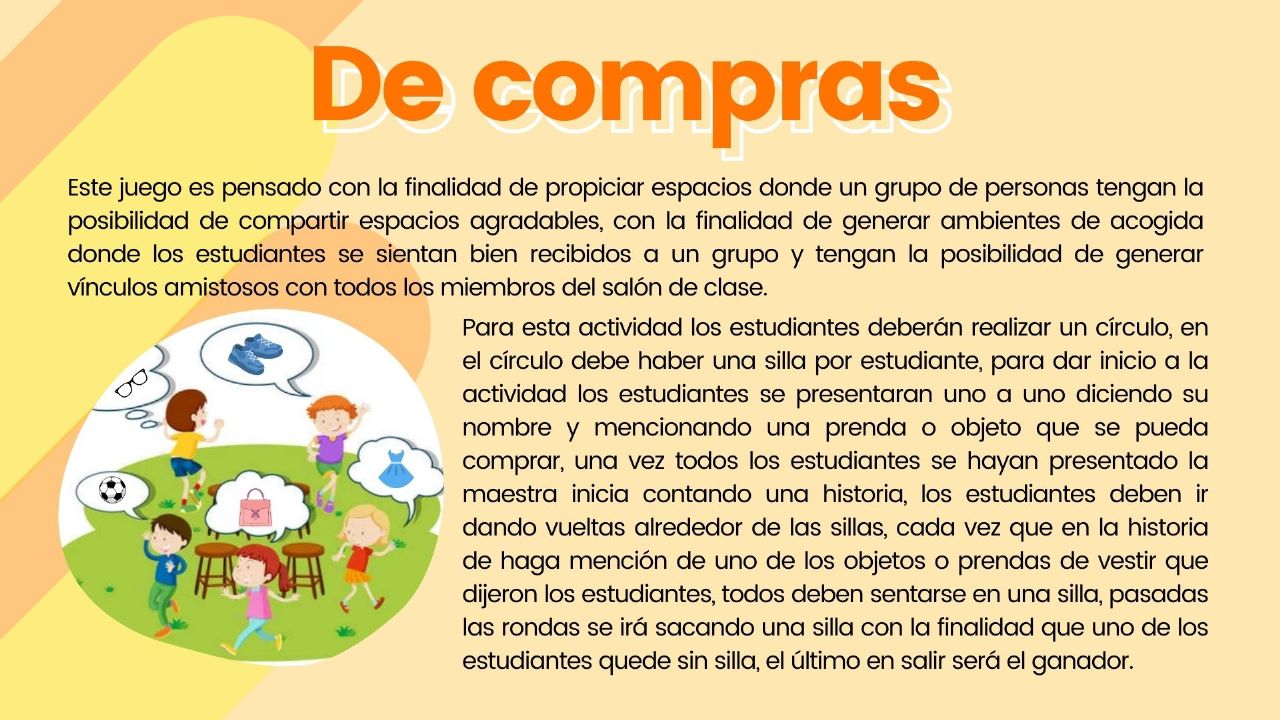 De compras
Este juego es pensado con la finalidad de propiciar espacios donde un grupo de personas tengan la
posibilidad de compartir espacios agradables, con la finalidad de generar ambientes de acogida
donde los estudiantes se sientan bien recibidos a un grupo y tengan la posibilidad de generar
vínculos amistosos con todos los miembros del salón de clase.
Para esta actividad los estudiantes deberán realizar un círculo, en
el círculo debe haber una silla por estudiante, para dar inicio a la
actividad los estudiantes se presentaran uno a uno diciendo su
nombre y mencionando una prenda o objeto que se pueda
comprar, una vez todos los estudiantes se hayan presentado la
maestra inicia contando una historia, los estudiantes deben ir
dando vueltas alrededor de las sillas, cada vez que en la historia
de haga mención de uno de los objetos o prendas de vestir que
dijeron los estudiantes, todos deben sentarse en una silla, pasadas
las rondas se irá sacando una silla con la finalidad que uno de los
estudiantes quede sin silla, el último en salir será el ganador.